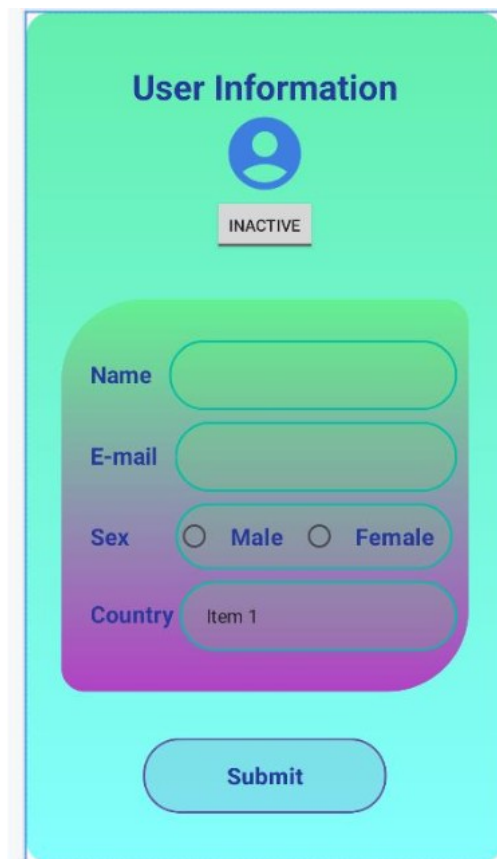 User Information
INACTIVE
Name
E-mail
Sex Male Female
Country Item 1
Submit